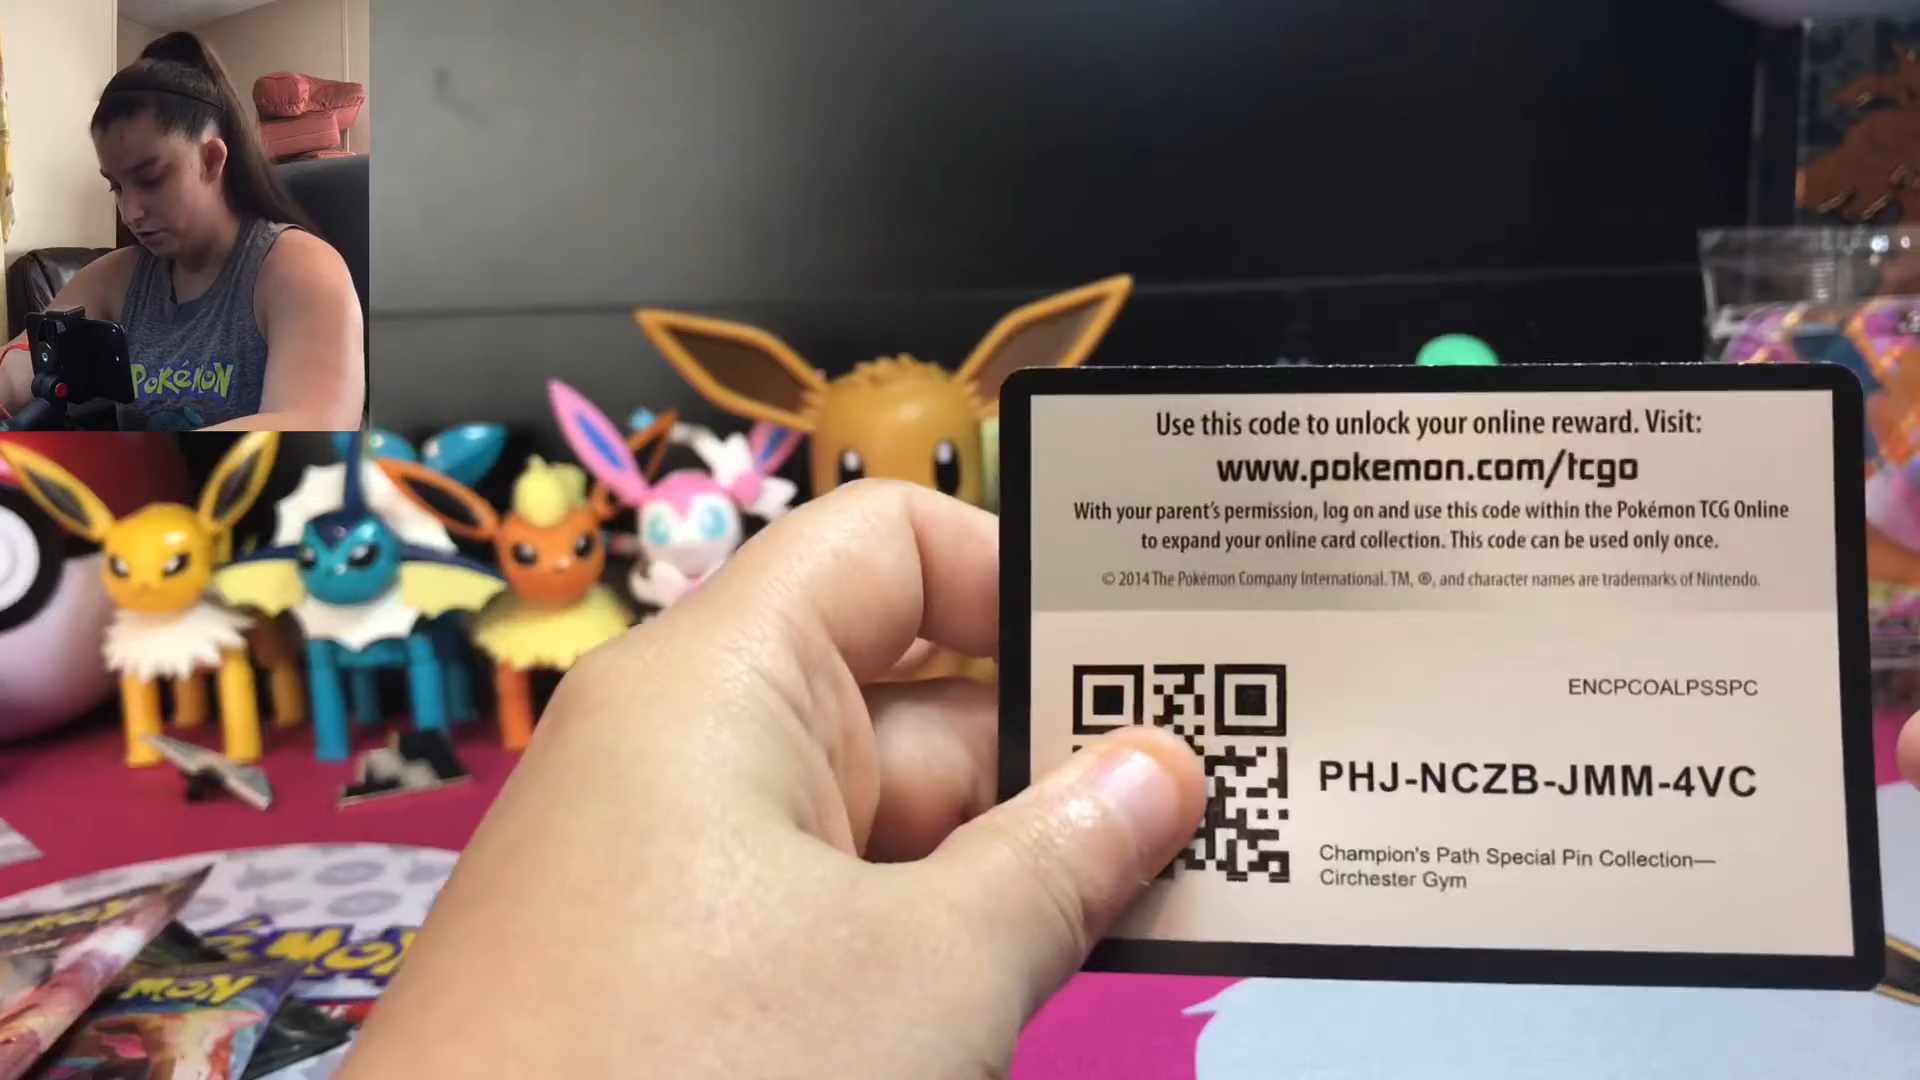 POKéMON
Use this code to unlock your online reward. Visit:
www.pokemon.com/tcgo
With your parent's permission, log on and use this code within the Pokémon TCG Online
to expand your online card collection. This code can be used only once.
© 2014 The Pokémon Company International. TM, ®, and character names are trademarks of Nintendo.
ENCPCOALPSSPC
PHJ-NCZB-JMM-4VC
Champion's Path Special Pin Collection—
Circhester Gym